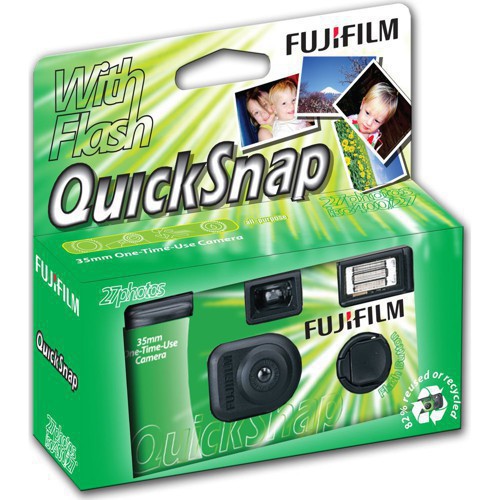 FUJIFILM
With
Flash
QuickSnap
35mm One-Time-Use Camera
27photos
FUJIFILM
QuickSnap
35mm
One-Time-Use
Camera
FUJIFILM
FUJIFILM
QuickSnap
82% reused or recycled